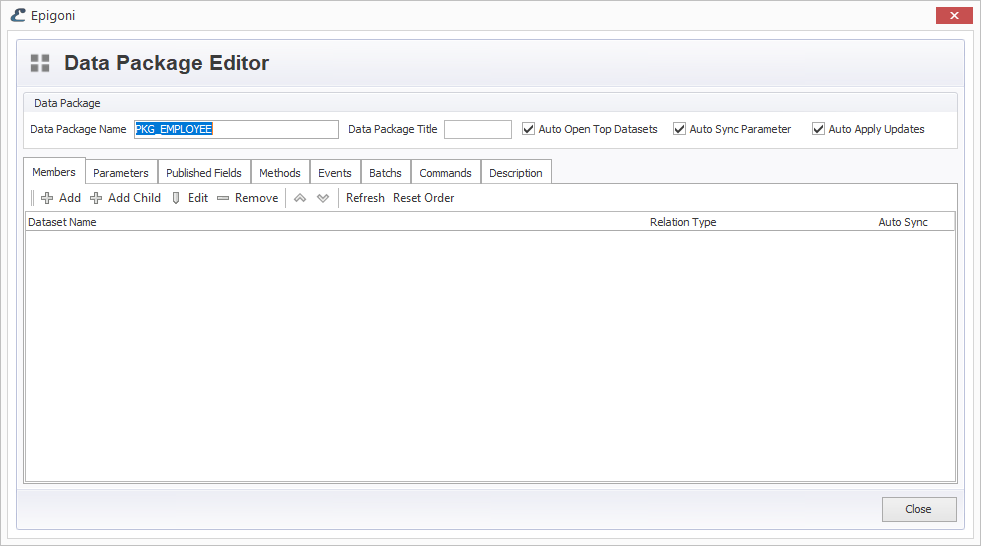 Epigoni
Data Package Editor
Data Package
Data Package Name PKG_EMPLOYEE Data Package Title Auto Open Top Datasets Auto Sync Parameter Auto Apply Updates
Members Parameters Published Fields Methods Events Batchs Commands Description
Add Add Child Edit Remove Refresh Reset Order
Dataset Name Relation Type Auto Sync
Close